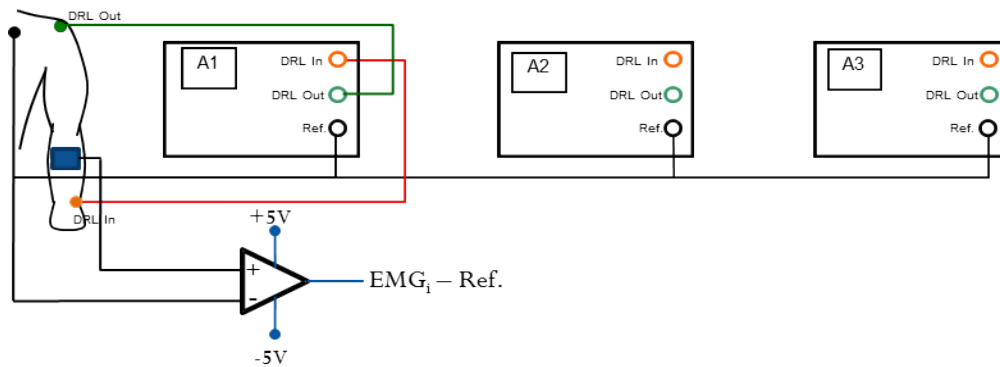 DRL Out
A1
DRL In
DRL Out
Ref.
A2
DRL In
DRL Out
Ref.
A3
DRL In
DRL Out
Ref.
DRL In
+5V
+
-
EMGi – Ref.
-5V